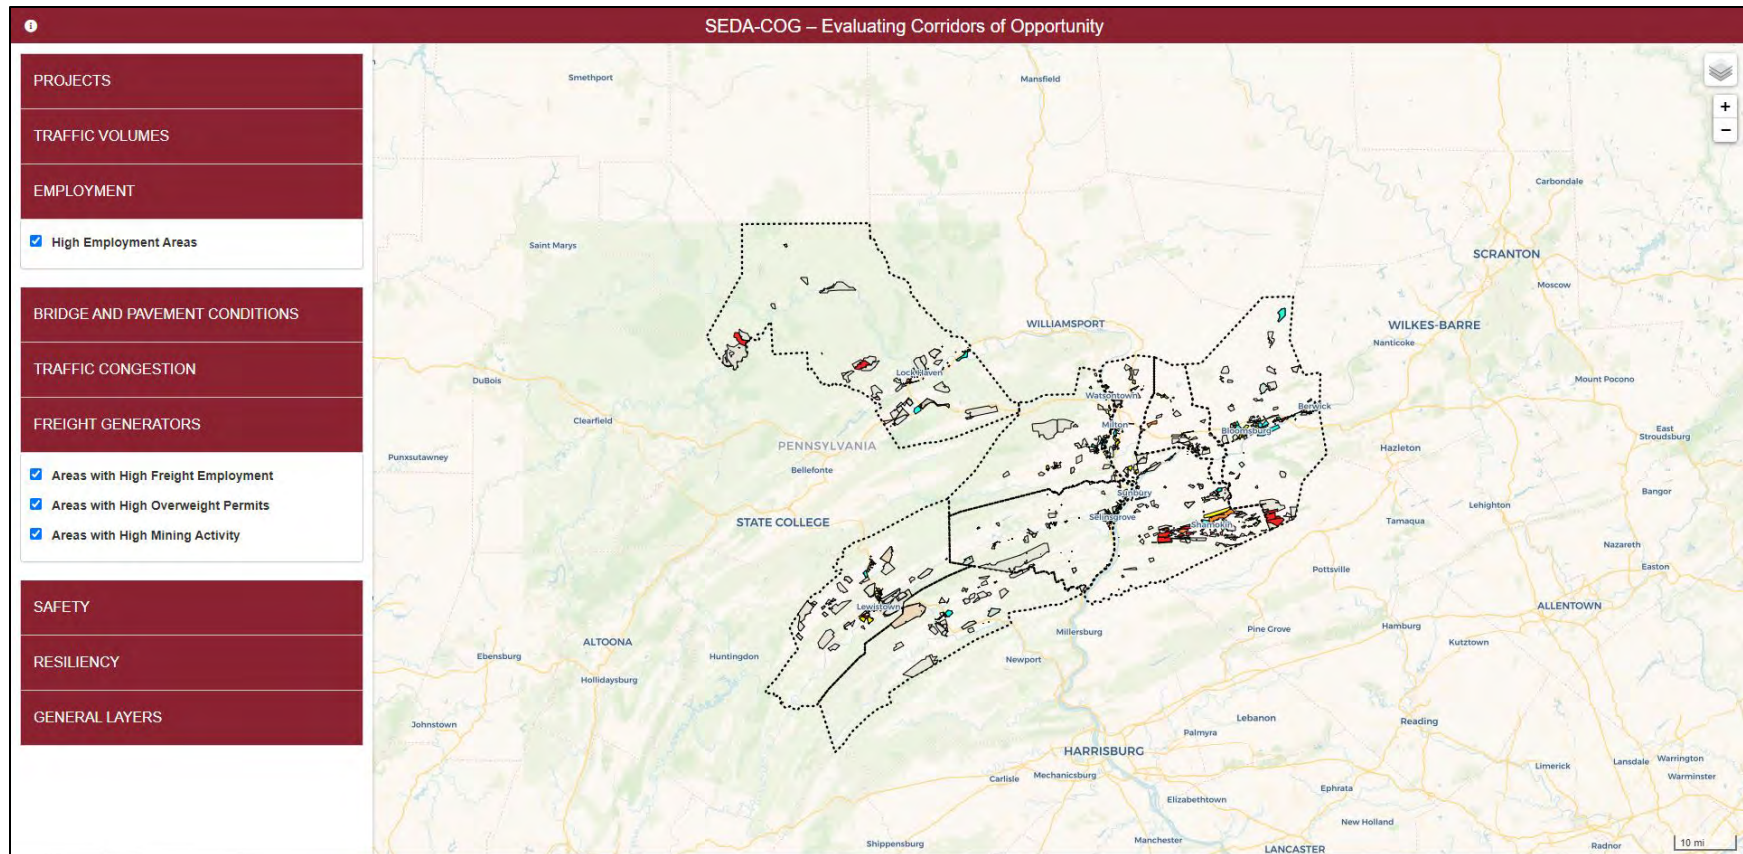 SEDA-COG – Evaluating Corridors of Opportunity
PROJECTS
TRAFFIC VOLUMES
EMPLOYMENT
High Employment Areas
BRIDGE AND PAVEMENT CONDITIONS
TRAFFIC CONGESTION
FREIGHT GENERATORS
Areas with High Freight Employment
Areas with High Overweight Permits
Areas with High Mining Activity
SAFETY
RESILIENCY
GENERAL LAYERS
Smethport
Mansfield
+
−
Carbondale
Saint Marys
SCRANTON
Moscow
WILLIAMSPORT
WILKES-BARRE
Nanticoke
Lock Haven
DuBois
Mount Pocono
Watsontown
Berwick
Clearfield
Milton
Bloomsburg
East
Stroudsburg
PENNSYLVANIA
Hazleton
Punxsutawney
Bellefonte
Sunbury
Bangor
Lehighton
STATE COLLEGE
Selinsgrove
Shamokin
Tamaqua
Nazareth
Pottsville
Easton
Lewistown
ALLENTOWN
ALTOONA
Millersburg
Pine Grove
Hamburg
Kutztown
Ebensburg
Huntingdon
Newport
Hollidaysburg
Johnstown
Lebanon
Reading
Palmyra
HARRISBURG
Carlisle
Mechanicsburg
Limerick
Lansdale
Warrington
Warminster
Ephrata
Elizabethtown
New Holland
Shippensburg
Manchester
LANCASTER
Radnor
10 mi